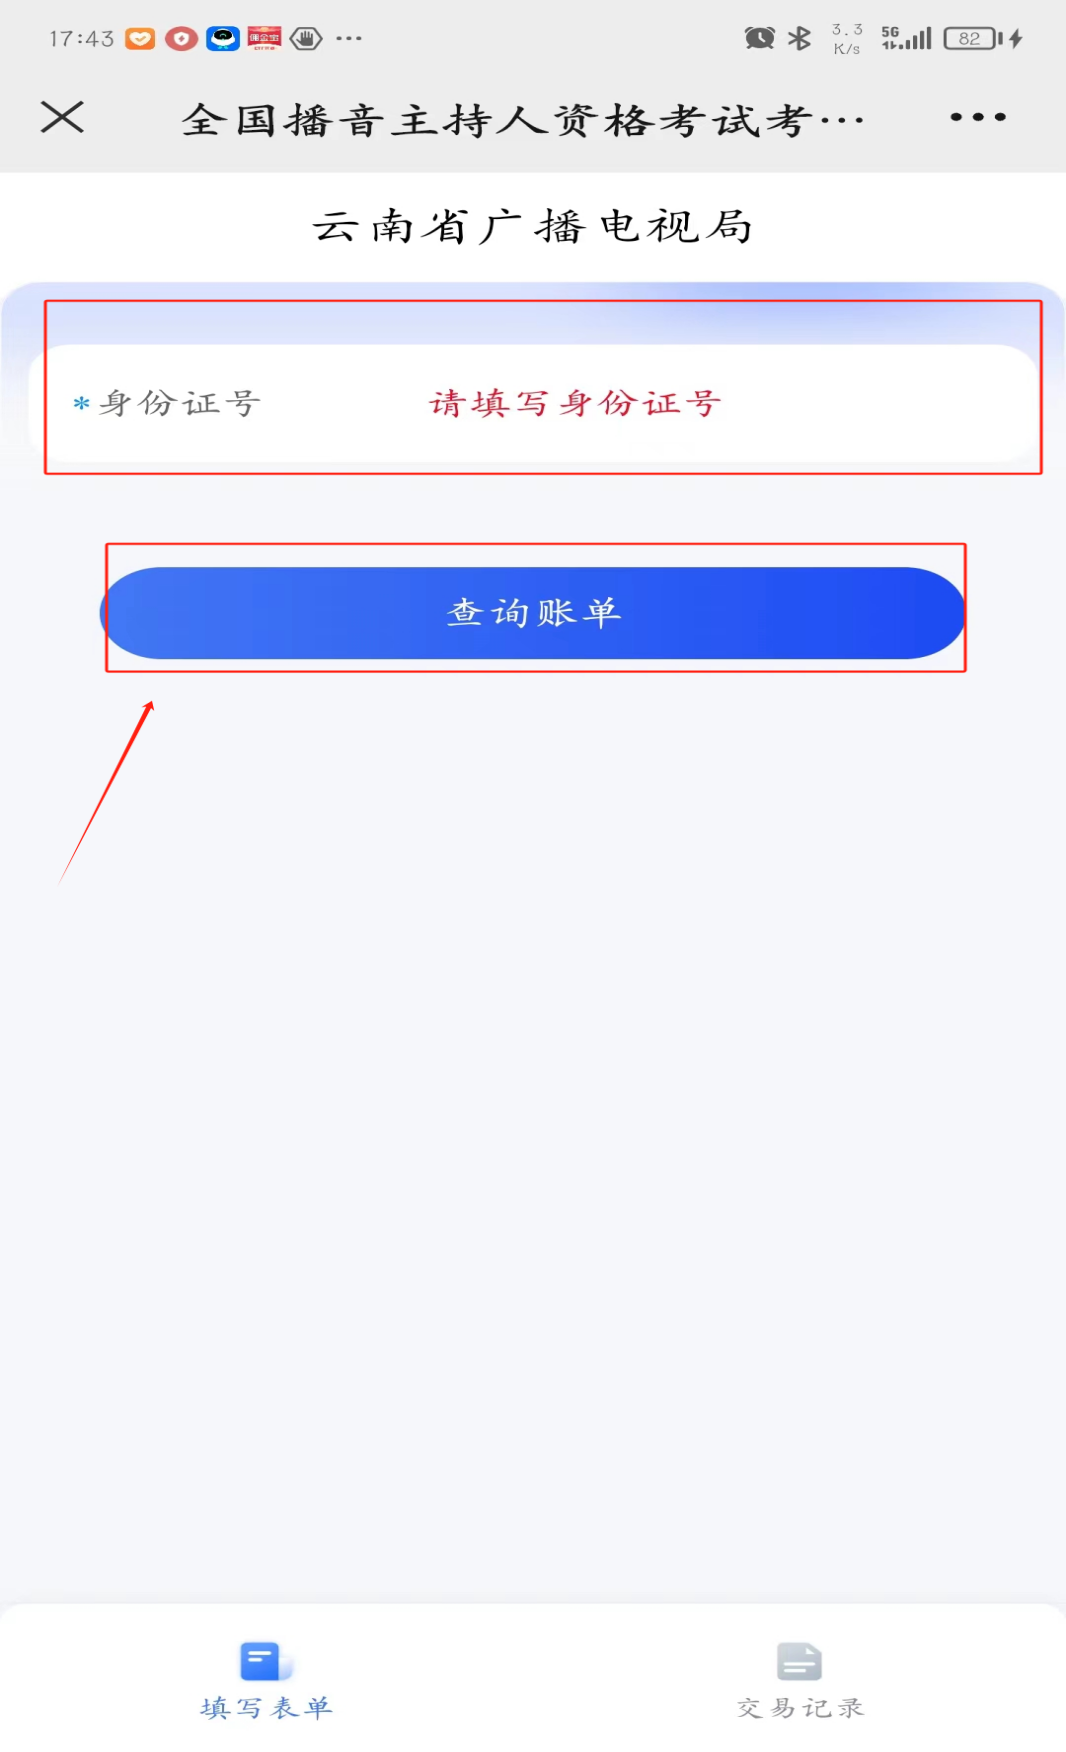 17:43
3.3 K/s
5G
82
全国播音主持人资格考试考…
云南省广播电视局
*身份证号 请填写身份证号
查询账单
填写表单 交易记录